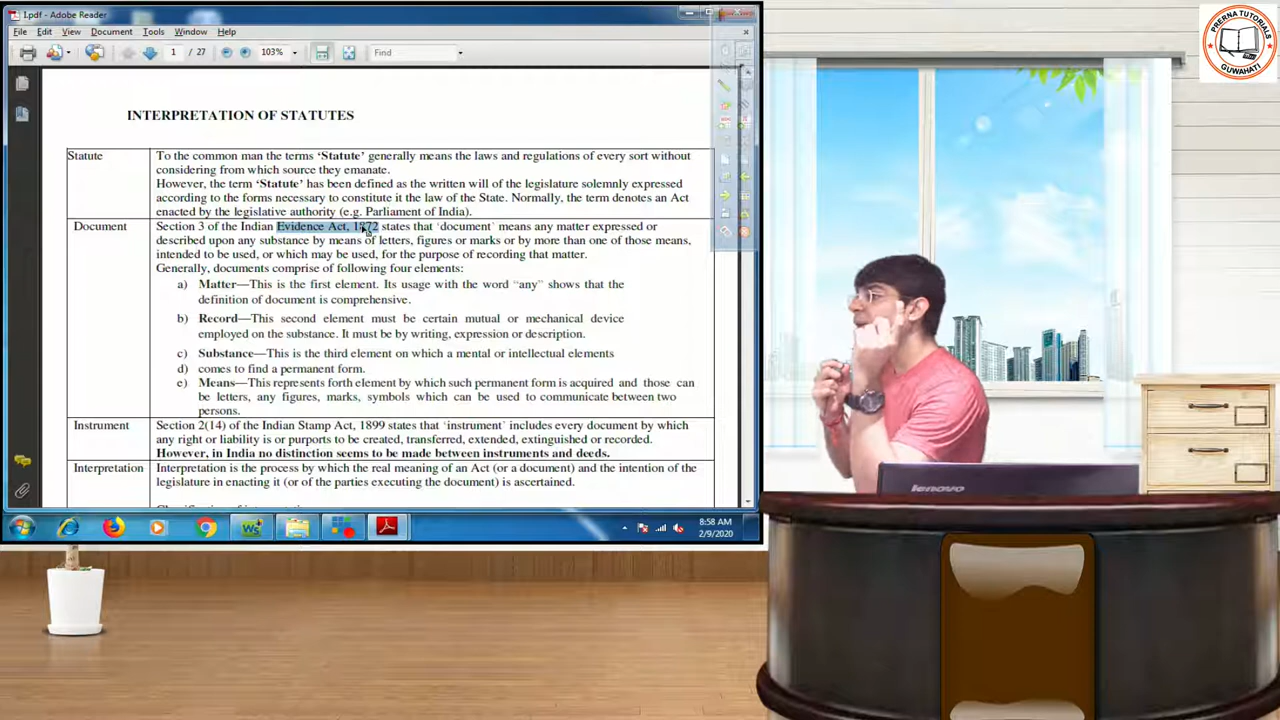 1.pdf - Adobe Reader
File Edit View Document Tools Window Help
1 / 27 103% Find
INTERPRETATION OF STATUTES
Statute
To the common man the terms ‘Statute’ generally means the laws and regulations of every sort without
considering from which source they emanate.
However, the term ‘Statute’ has been defined as the written will of the legislature solemnly expressed
according to the forms necessary to constitute it the law of the State. Normally, the term denotes an Act
enacted by the legislative authority (e.g. Parliament of India).
Document
Section 3 of the Indian Evidence Act, 1872 states that ‘document’ means any matter expressed or
described upon any substance by means of letters, figures or marks or by more than one of those means,
intended to be used, or which may be used, for the purpose of recording that matter.
Generally, documents comprise of following four elements:
a) Matter—This is the first element. Its usage with the word “any” shows that the
definition of document is comprehensive.
b) Record—This second element must be certain mutual or mechanical device
employed on the substance. It must be by writing, expression or description.
c) Substance—This is the third element on which a mental or intellectual elements
d) comes to find a permanent form.
e) Means—This represents forth element by which such permanent form is acquired and those can
be letters, any figures, marks, symbols which can be used to communicate between two
persons.
Instrument
Section 2(14) of the Indian Stamp Act, 1899 states that ‘instrument’ includes every document by which
any right or liability is or purports to be created, transferred, extended, extinguished or recorded.
However, in India no distinction seems to be made between instruments and deeds.
Interpretation
Interpretation is the process by which the real meaning of an Act (or a document) and the intention of the
legislature in enacting it (or of the parties executing the document) is ascertained.
8:58 AM
2/9/2020
PRERNA TUTORIALS
GUWAHATI
lenovo